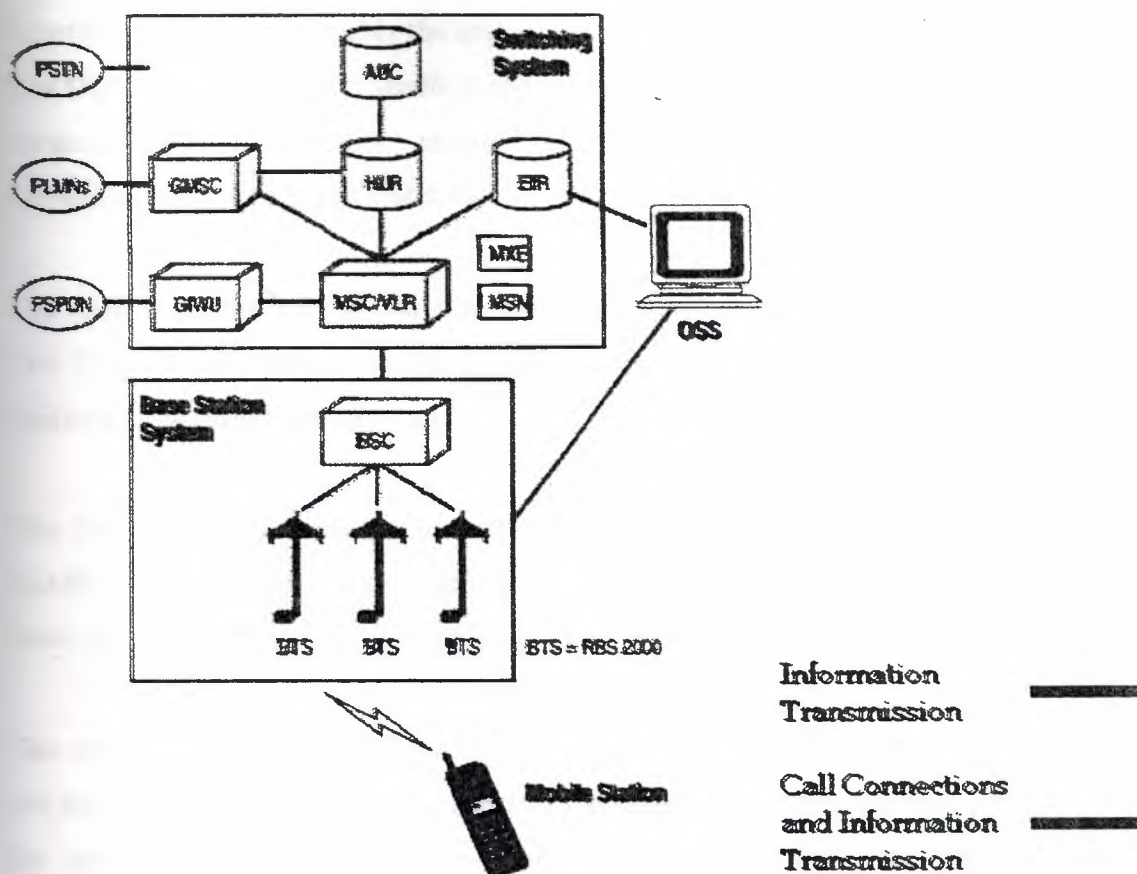 Switching
System
PSTN
AUC
PLMNs
GMSC
HLR
EIR
MXE
PSPDN
GIWU
MSC/VLR
MSN
OSS
Base Station
System
BSC
BTS
BTS
BTS
BTS = RBS 2000
Information
Transmission
Mobile Station
Call Connections
and Information
Transmission